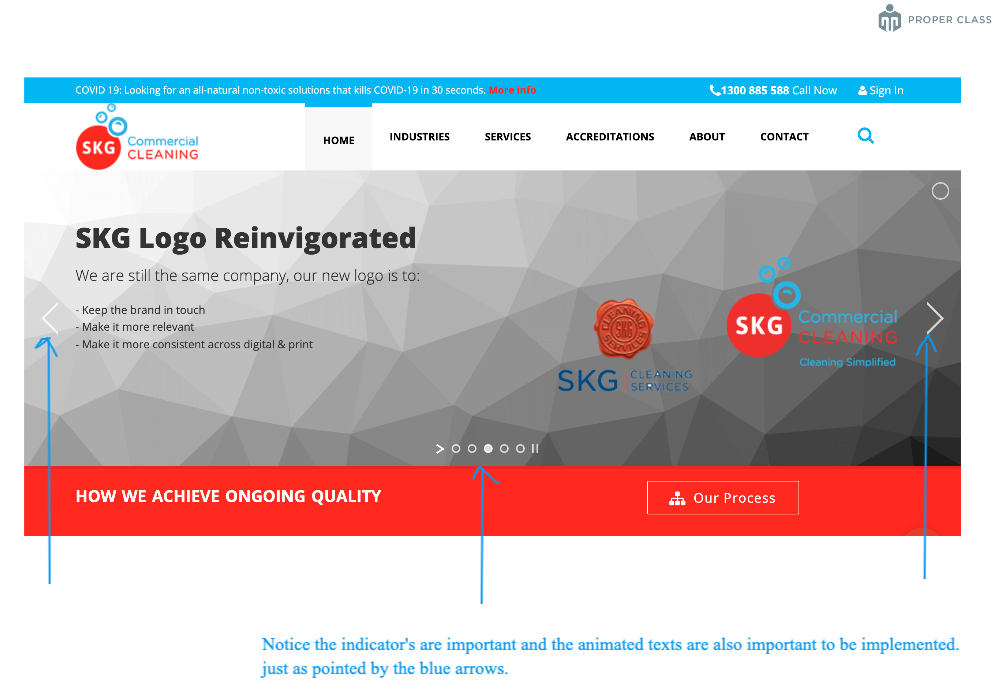 PROPER CLASS
COVID 19: Looking for an all-natural non-toxic solutions that kills COVID-19 in 30 seconds. More info
1300 885 588 Call Now
Sign In
SKG Commercial CLEANING
HOME
INDUSTRIES
SERVICES
ACCREDITATIONS
ABOUT
CONTACT
SKG Logo Reinvigorated
We are still the same company, our new logo is to:
- Keep the brand in touch
- Make it more relevant
- Make it more consistent across digital & print
CLEANING
SERVICES
SKG CLEANING SERVICES
SKG Commercial CLEANING
Cleaning Simplified
HOW WE ACHIEVE ONGOING QUALITY
Our Process
Notice the indicator's are important and the animated texts are also important to be implemented.
just as pointed by the blue arrows.